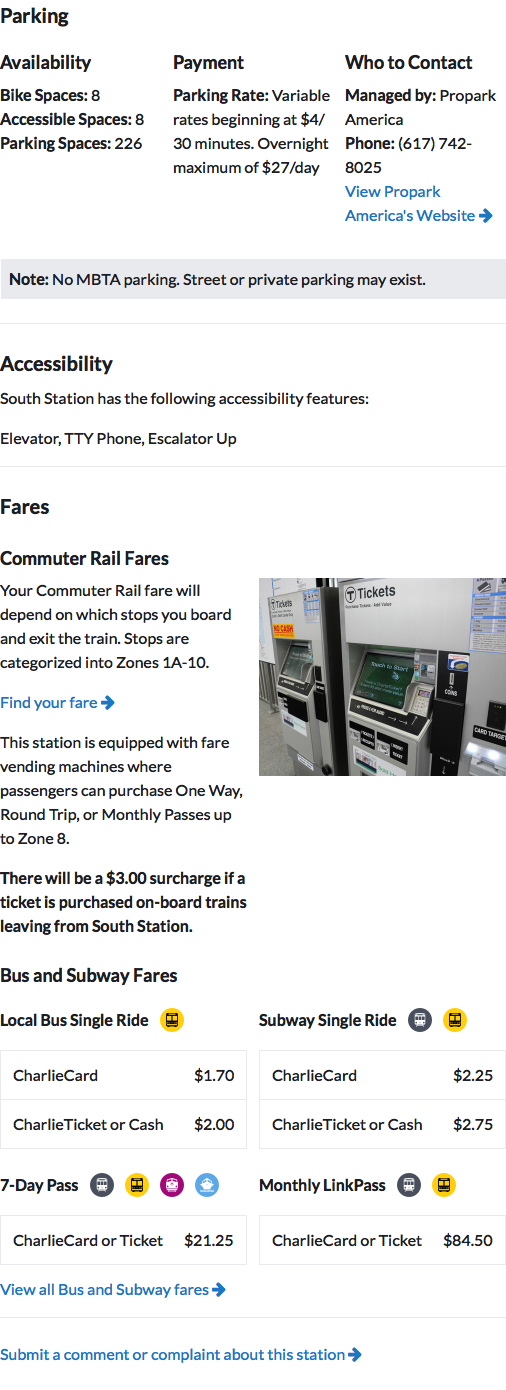 Parking
Availability
Bike Spaces: 8
Accessible Spaces: 8
Parking Spaces: 226
Payment
Parking Rate: Variable
rates beginning at $4/
30 minutes. Overnight
maximum of $27/day
Who to Contact
Managed by: Propark
America
Phone: (617) 742-
8025
View Propark
America's Website
Note: No MBTA parking. Street or private parking may exist.
Accessibility
South Station has the following accessibility features:
Elevator, TTY Phone, Escalator Up
Fares
Commuter Rail Fares
Your Commuter Rail fare will
depend on which stops you board
and exit the train. Stops are
categorized into Zones 1A-10.
Find your fare
This station is equipped with fare
vending machines where
passengers can purchase One Way,
Round Trip, or Monthly Passes up
to Zone 8.
There will be a $3.00 surcharge if a
ticket is purchased on-board trains
leaving from South Station.
T Tickets
NO CASH
T Tickets
Purchase Tickets · Add Value
Touch to Start
COINS
CARD TARGET
Bus and Subway Fares
Local Bus Single Ride
CharlieCard $1.70
CharlieTicket or Cash $2.00
Subway Single Ride
CharlieCard $2.25
CharlieTicket or Cash $2.75
7-Day Pass
CharlieCard or Ticket $21.25
Monthly LinkPass
CharlieCard or Ticket $84.50
View all Bus and Subway fares
Submit a comment or complaint about this station